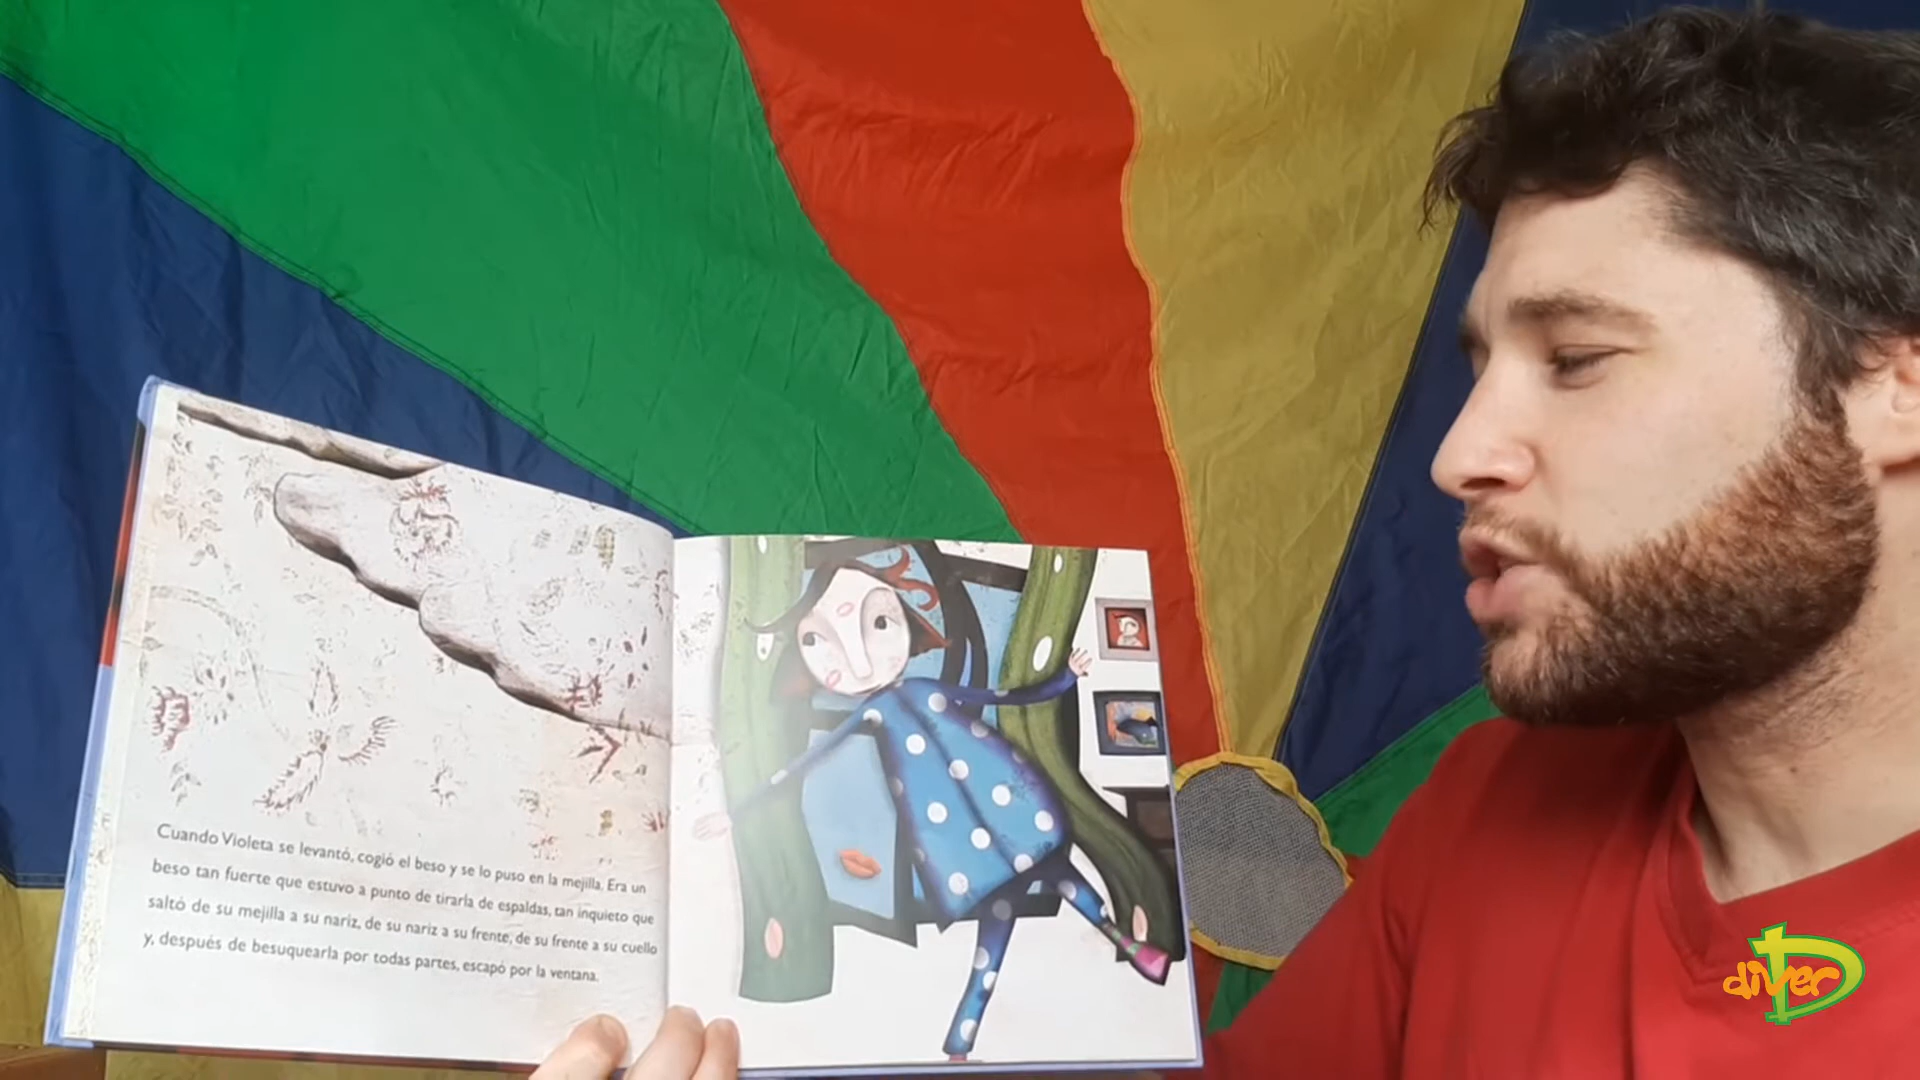 Cuando Violeta se levantó, cogió el beso y se lo puso en la mejilla. Era un
beso tan fuerte que estuvo a punto de tirarla de espaldas, tan inquieto que
saltó de su mejilla a su nariz, de su nariz a su frente, de su frente a su cuello
y, después de besuquearla por todas partes, escapó por la ventana.
diver D